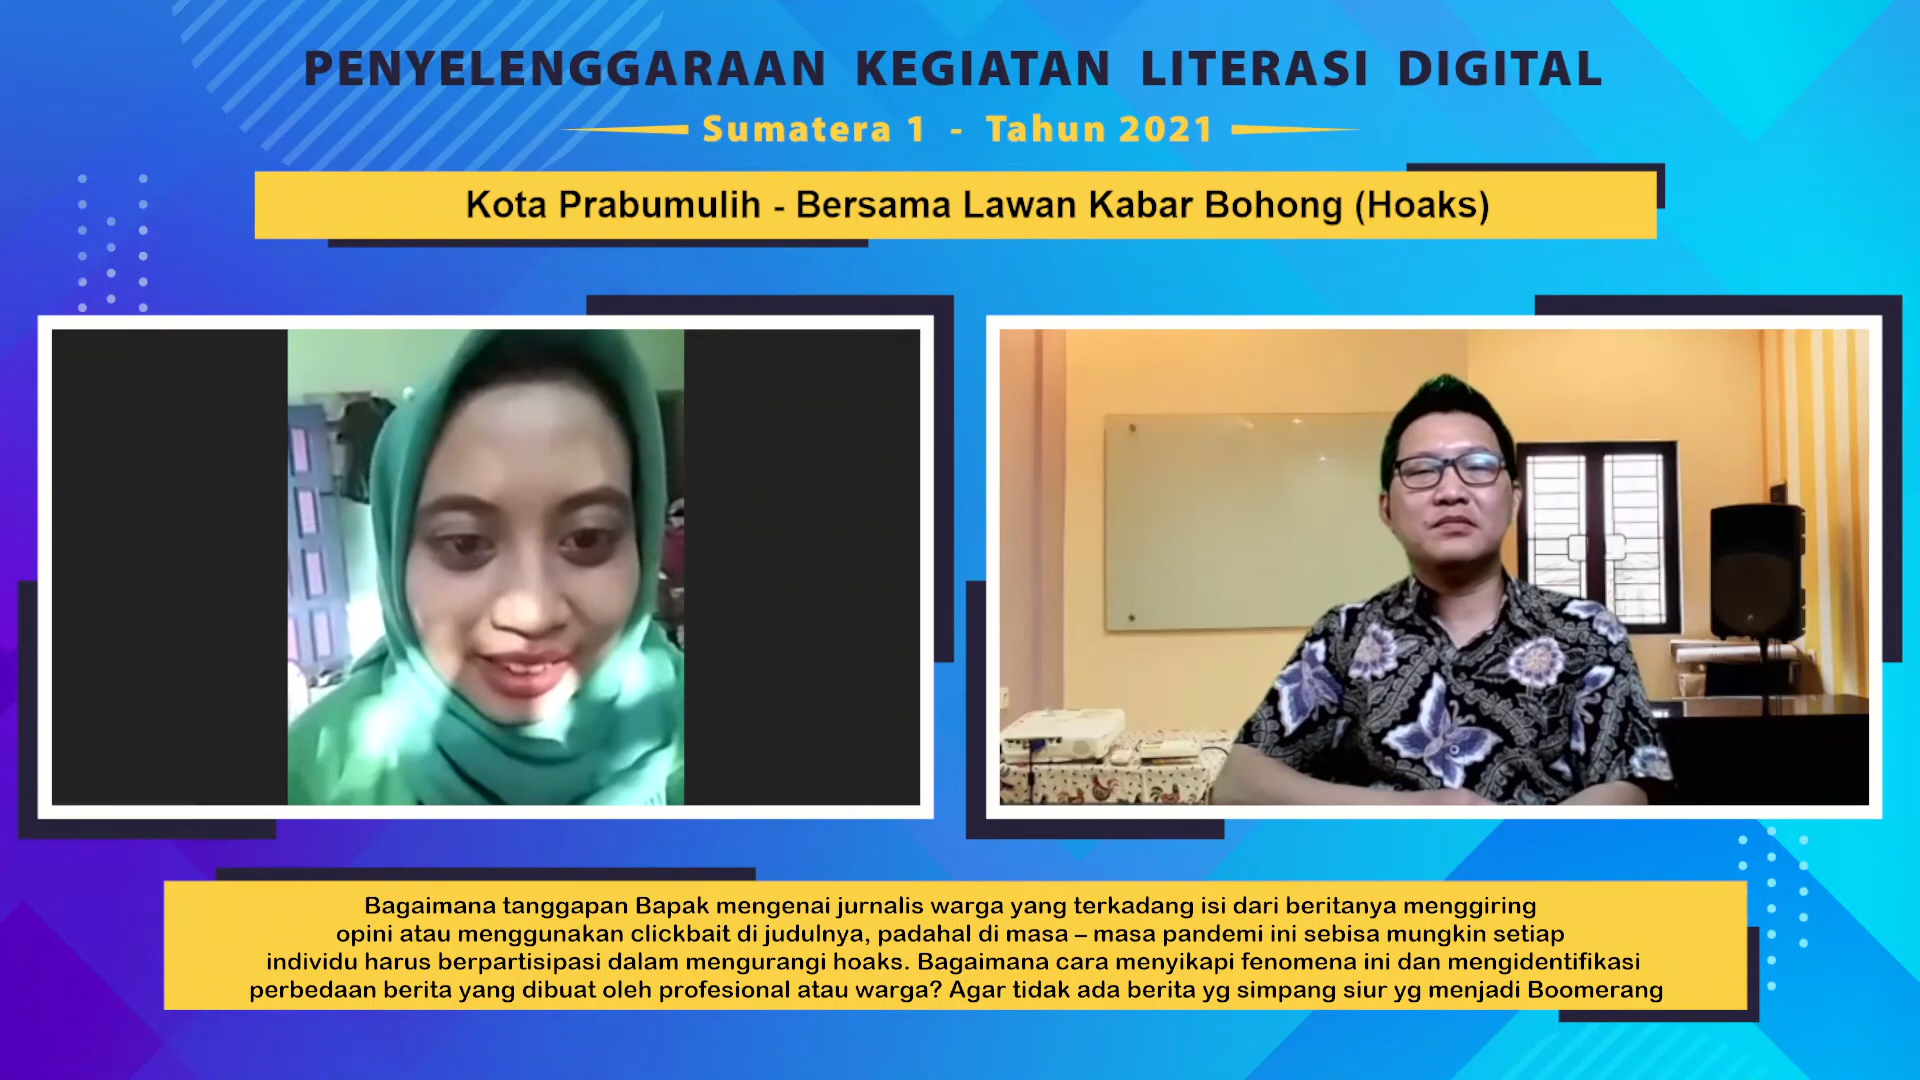 PENYELENGGARAAN KEGIATAN LITERASI DIGITAL
Sumatera 1 - Tahun 2021
Kota Prabumulih - Bersama Lawan Kabar Bohong (Hoaks)
Bagaimana tanggapan Bapak mengenai jurnalis warga yang terkadang isi dari beritanya menggiring
opini atau menggunakan clickbait di judulnya, padahal di masa – masa pandemi ini sebisa mungkin setiap
individu harus berpartisipasi dalam mengurangi hoaks. Bagaimana cara menyikapi fenomena ini dan mengidentifikasi
perbedaan berita yang dibuat oleh profesional atau warga? Agar tidak ada berita yg simpang siur yg menjadi Boomerang